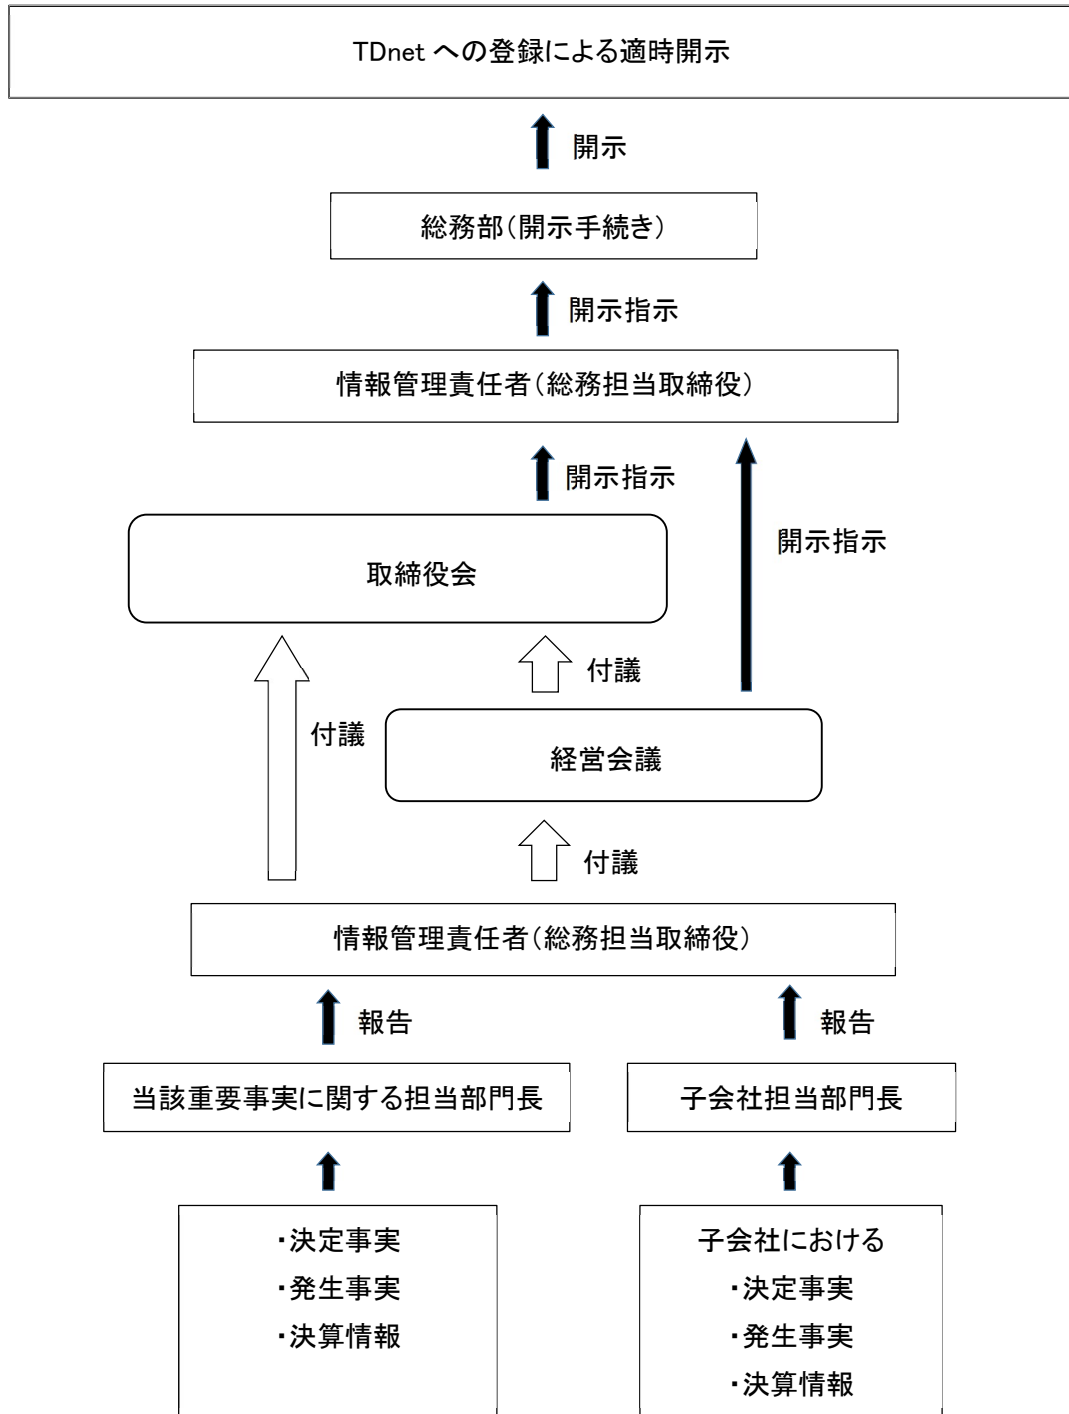 TDnet への登録による適時開示
開示
総務部（開示手続き）
開示指示
情報管理責任者（総務担当取締役）
開示指示
開示指示
取締役会
付議
付議
経営会議
付議
情報管理責任者（総務担当取締役）
報告
報告
当該重要事実に関する担当部門長
子会社担当部門長
・決定事実
・発生事実
・決算情報
子会社における
・決定事実
・発生事実
・決算情報